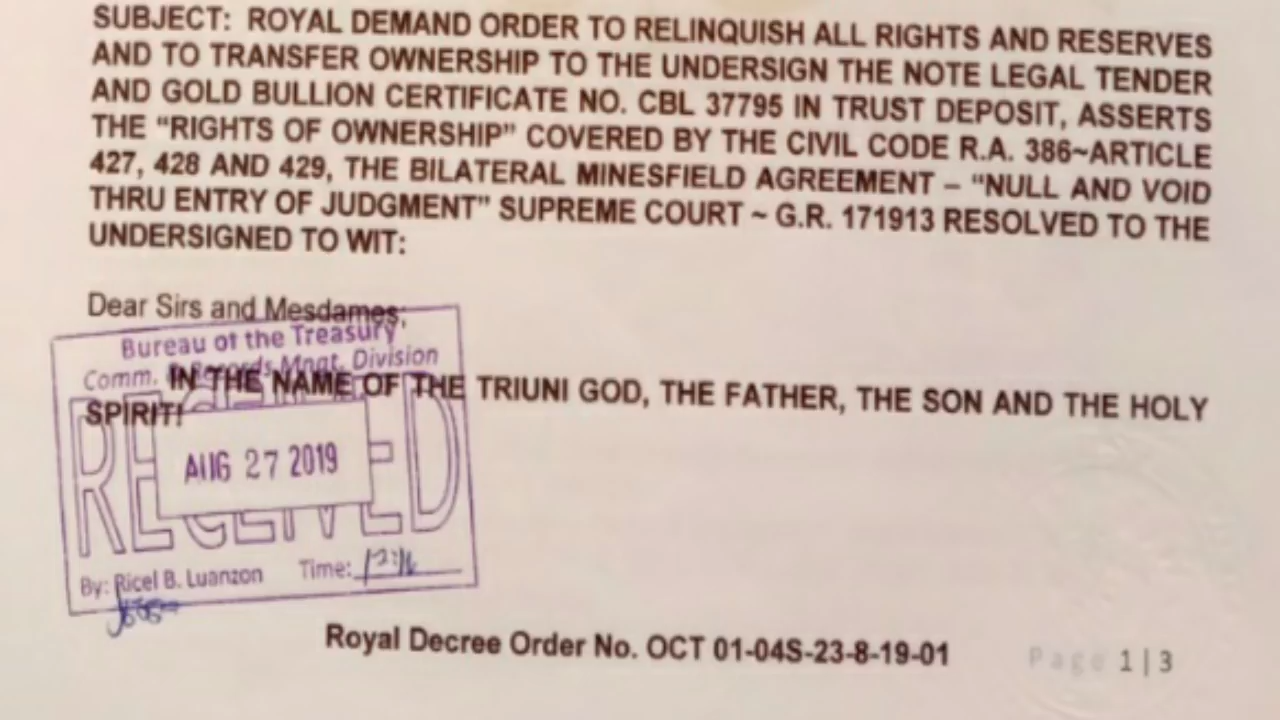 SUBJECT: ROYAL DEMAND ORDER TO RELINQUISH ALL RIGHTS AND RESERVES
AND TO TRANSFER OWNERSHIP TO THE UNDERSIGN THE NOTE LEGAL TENDER
AND GOLD BULLION CERTIFICATE NO. CBL 37795 IN TRUST DEPOSIT, ASSERTS
THE “RIGHTS OF OWNERSHIP” COVERED BY THE CIVIL CODE R.A. 386~ARTICLE
427, 428 AND 429, THE BILATERAL MINESFIELD AGREEMENT – “NULL AND VOID
THRU ENTRY OF JUDGMENT” SUPREME COURT ~ G.R. 171913 RESOLVED TO THE
UNDERSIGNED TO WIT:
Dear Sirs and Mesdames;
Bureau of the Treasury
Comm. & Records Mngt. Division
IN THE NAME OF THE TRIUNI GOD, THE FATHER, THE SON AND THE HOLY
SPIRIT!
RECEIVED
AUG 27 2019
By: Ricel B. Luanzon Time:
Royal Decree Order No. OCT 01-04S-23-8-19-01
Page 1 | 3